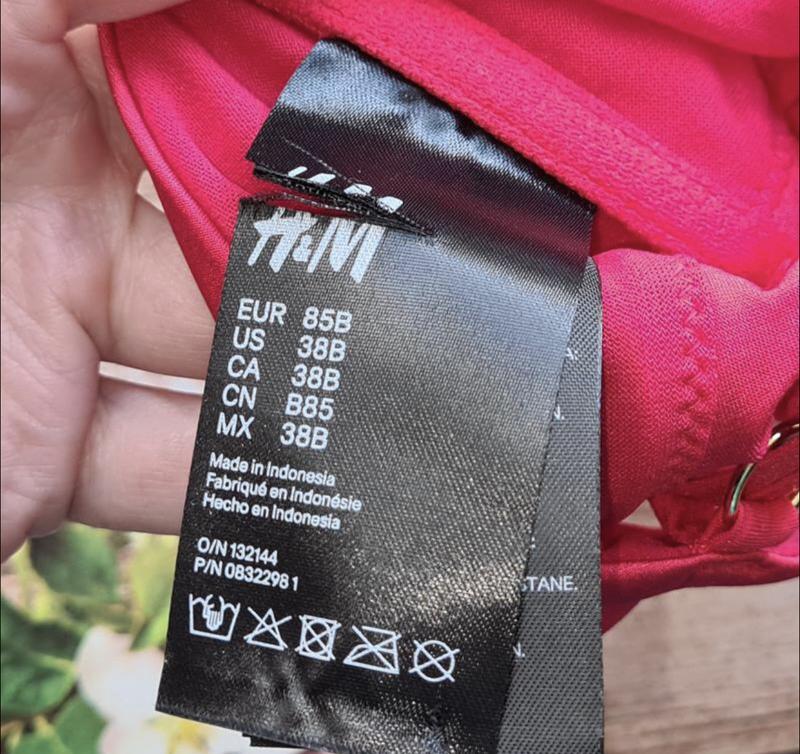 H&M
EUR 85B
US 38B
CA 38B
CN B85
MX 38B
Made in Indonesia
Fabriqué en Indonésie
Hecho en Indonesia
O/N 132144
P/N 08322981
STANE.